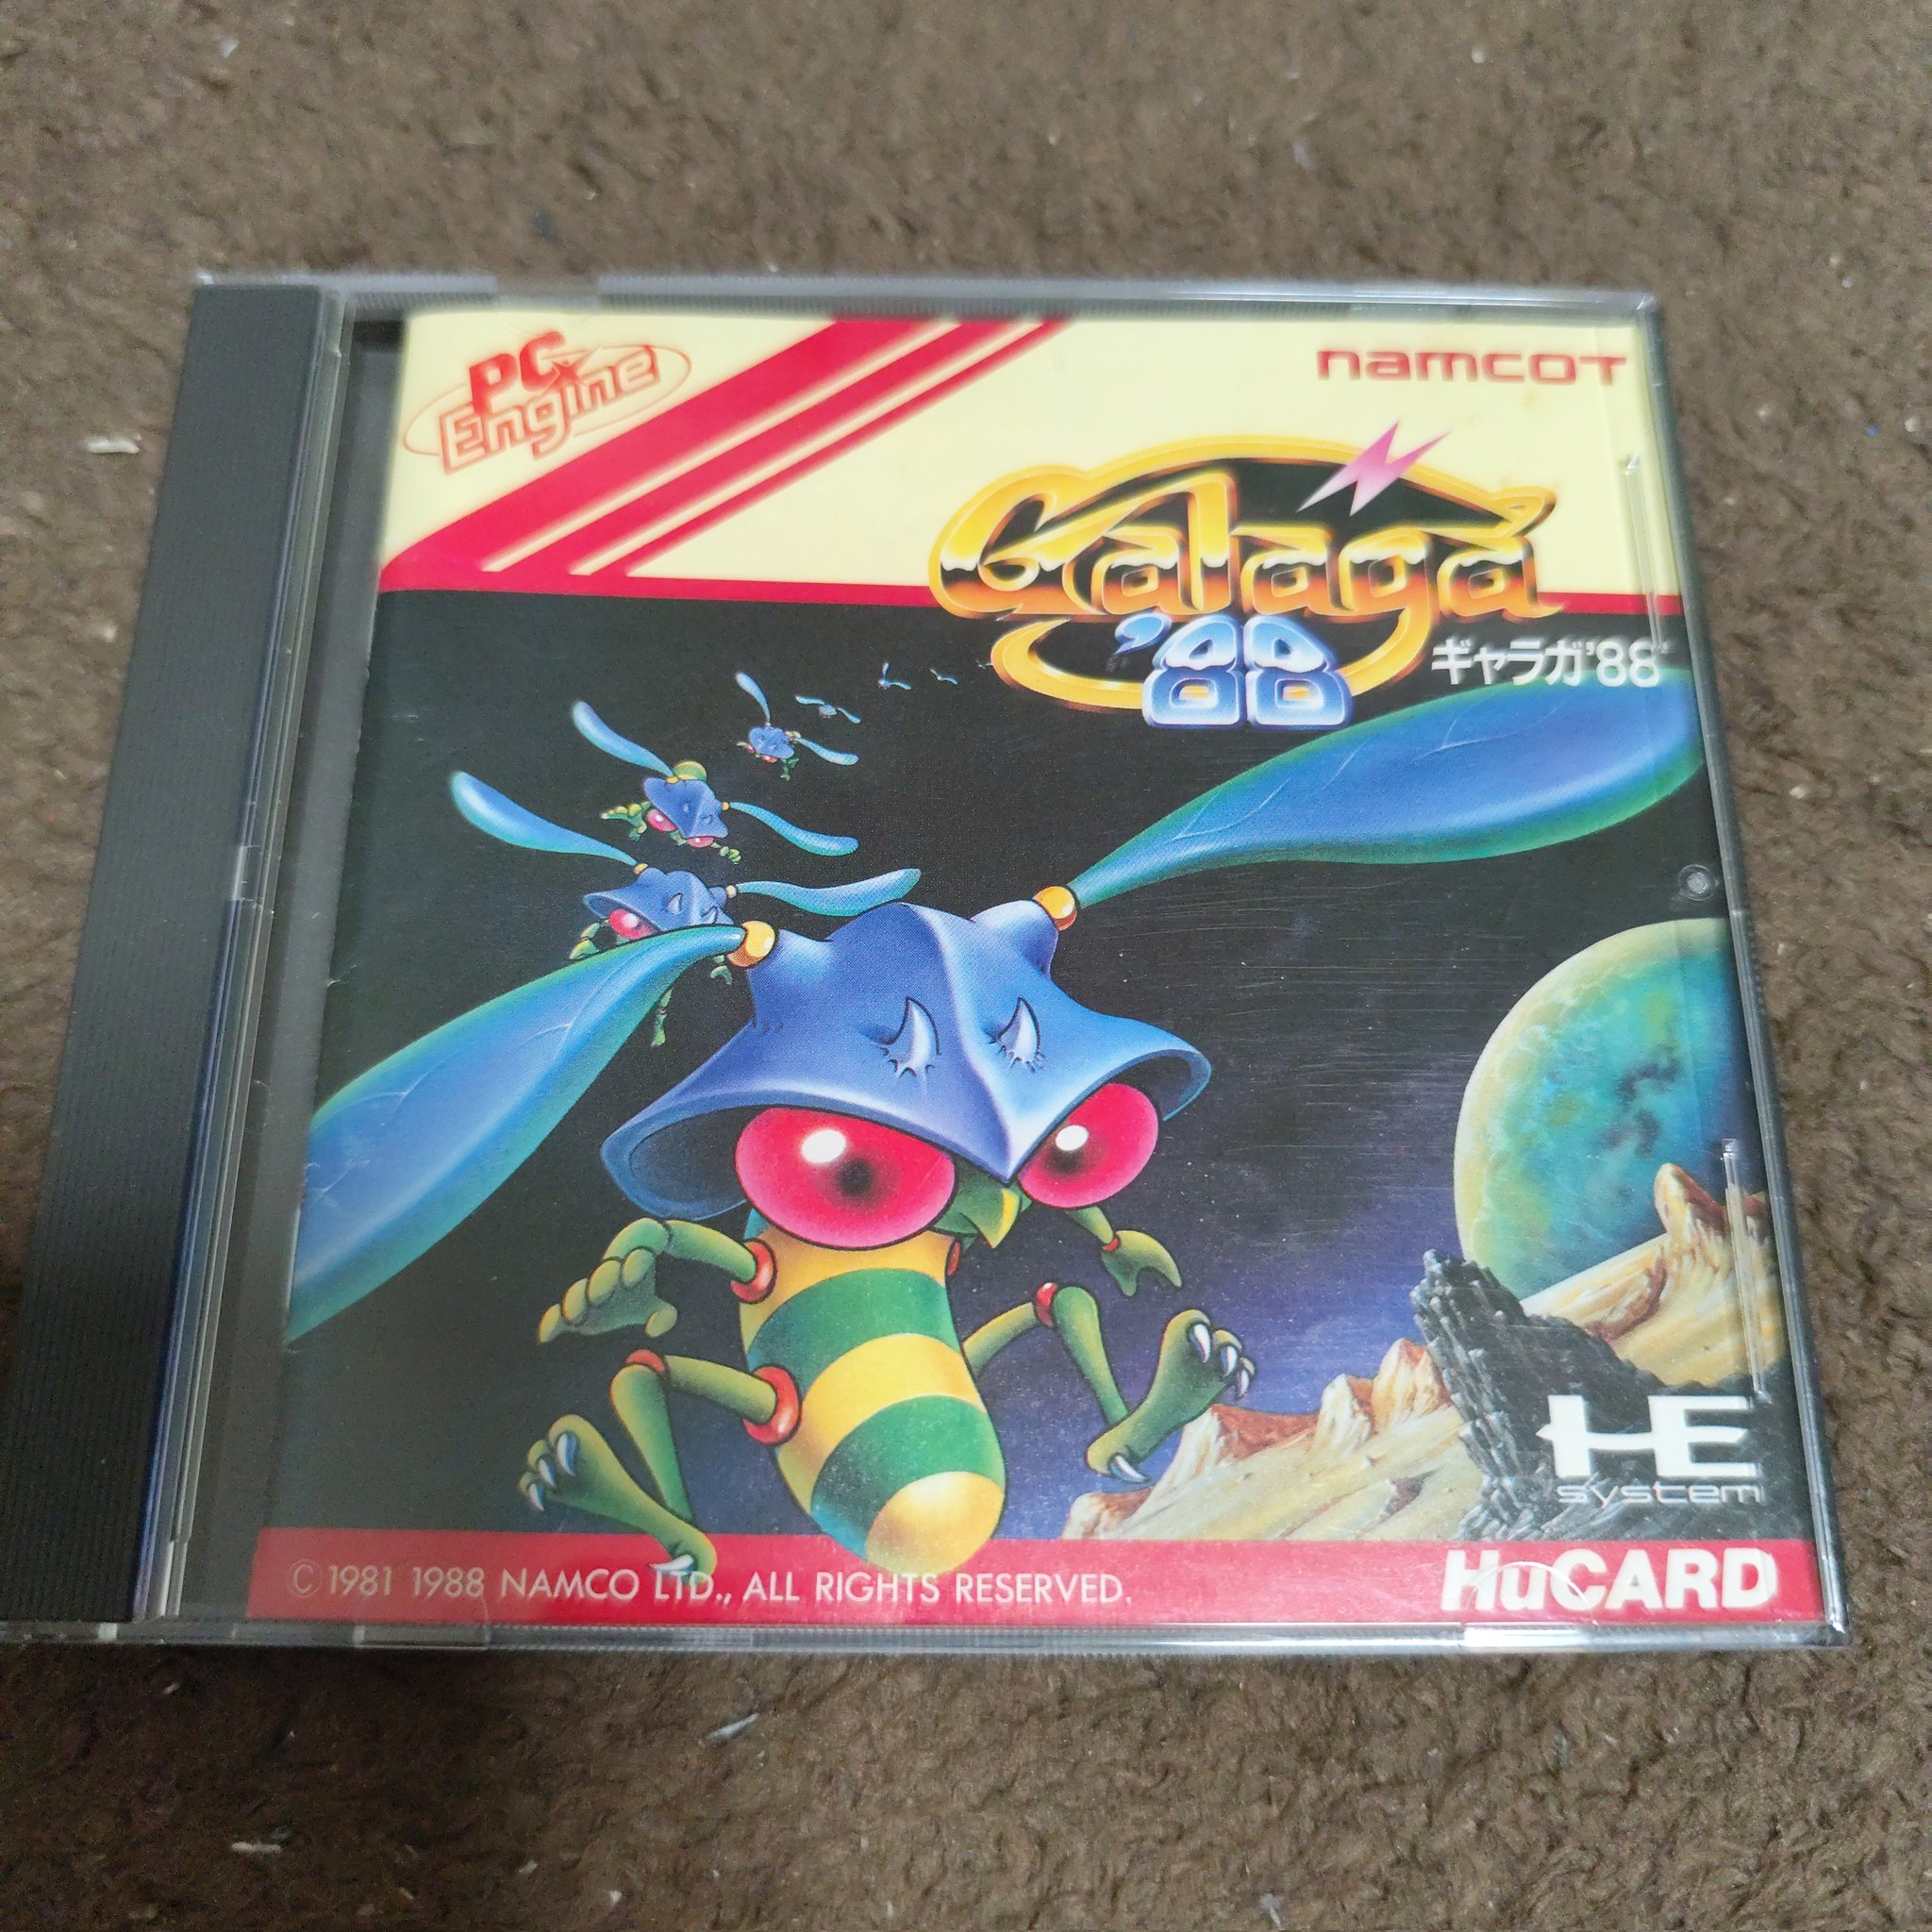 PC Engine
namcot
Galaga
'88
ギャラガ'88
HE
system
©1981 1988 NAMCO LTD., ALL RIGHTS RESERVED.
HuCARD